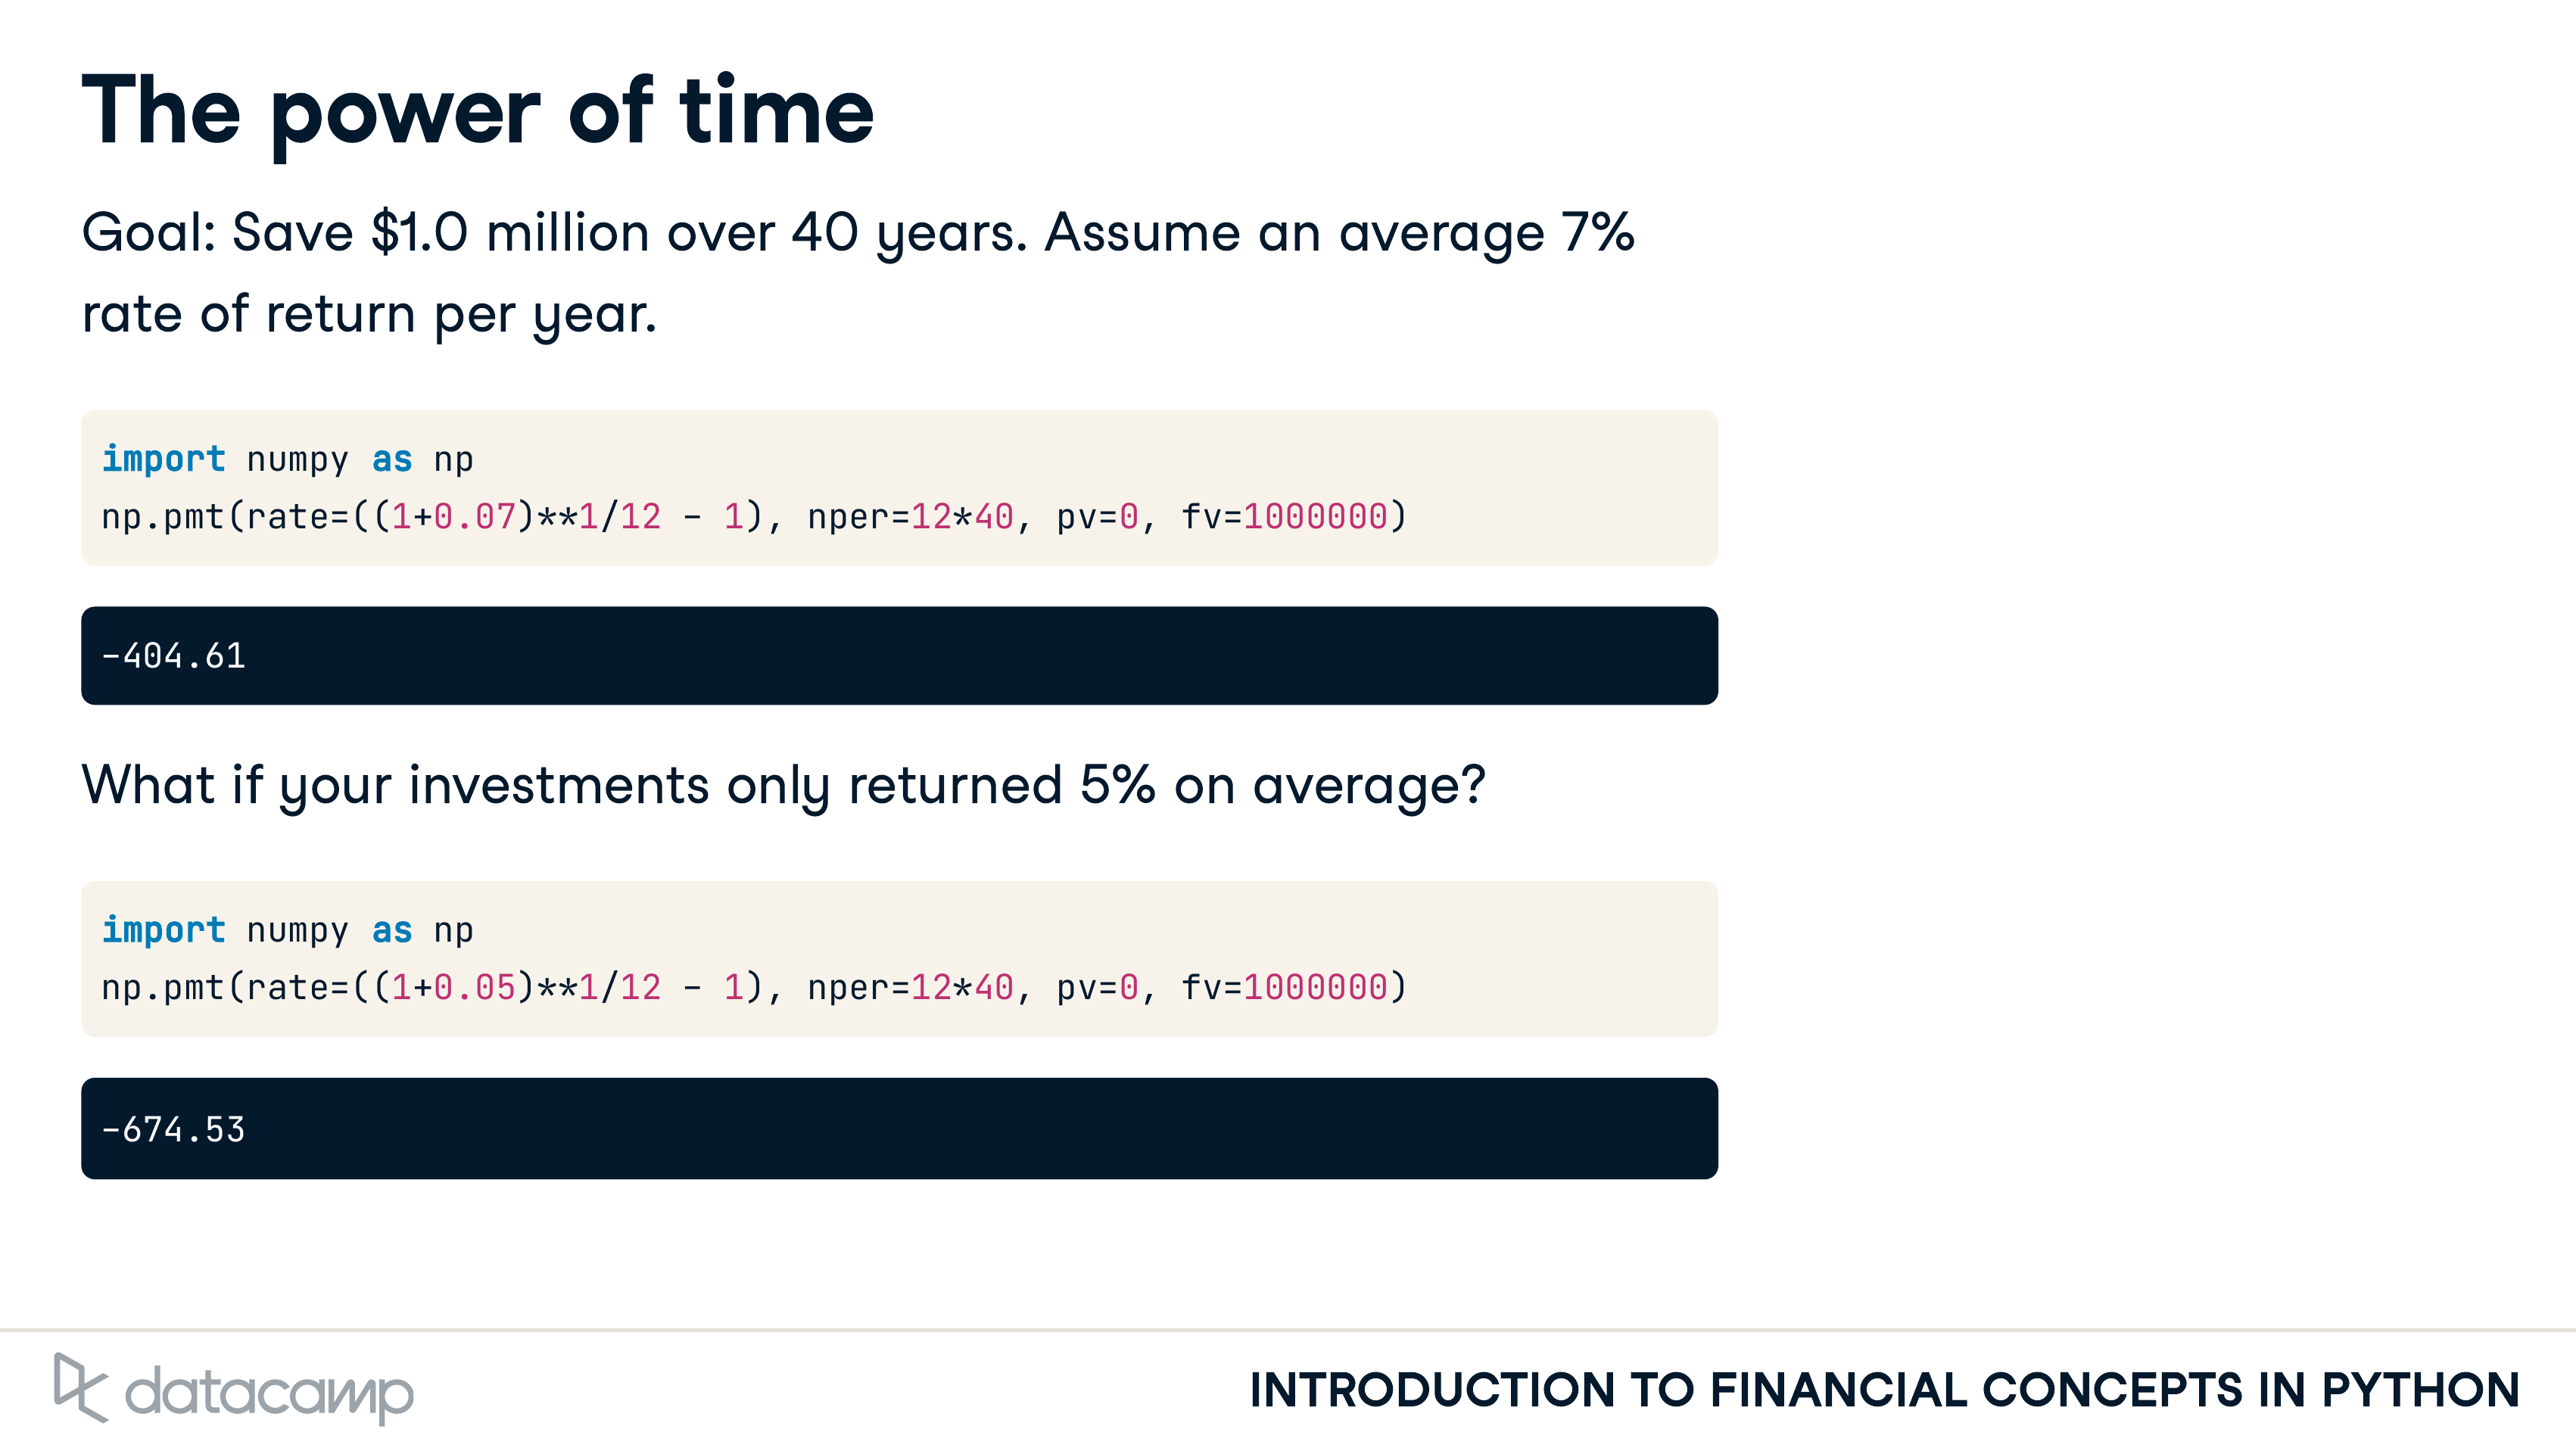 The power of time
Goal: Save $1.0 million over 40 years. Assume an average 7%
rate of return per year.
import numpy as np
np.pmt(rate=((1+0.07)**1/12 - 1), nper=12*40, pv=0, fv=1000000)
-404.61
What if your investments only returned 5% on average?
import numpy as np
np.pmt(rate=((1+0.05)**1/12 - 1), nper=12*40, pv=0, fv=1000000)
-674.53
datacamp
INTRODUCTION TO FINANCIAL CONCEPTS IN PYTHON